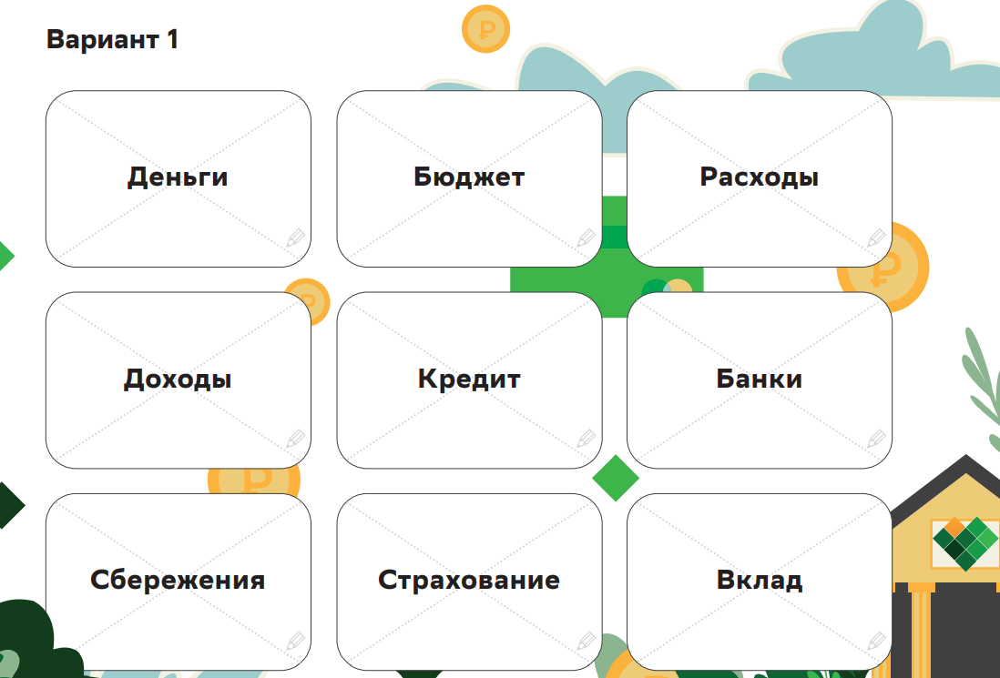 Вариант 1
Деньги
Бюджет
Расходы
Доходы
Кредит
Банки
Сбережения
Страхование
Вклад